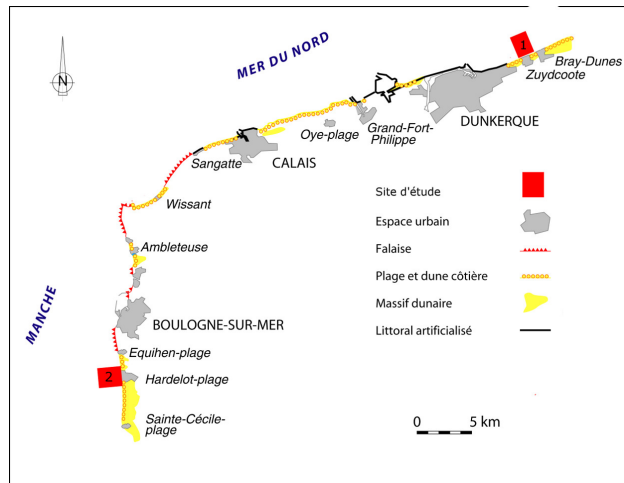 MER DU NORD
1
Bray-Dunes
Zuydcoote
N
DUNKERQUE
Grand-Fort-
Philippe
Oye-plage
Sangatte
CALAIS
Wissant
Ambleteuse
MANCHE
BOULOGNE-SUR-MER
Equihen-plage
2
Hardelot-plage
Sainte-Cécile-
plage
Site d'étude
Espace urbain
Falaise
Plage et dune côtière
Massif dunaire
Littoral artificialisé
0 5 km